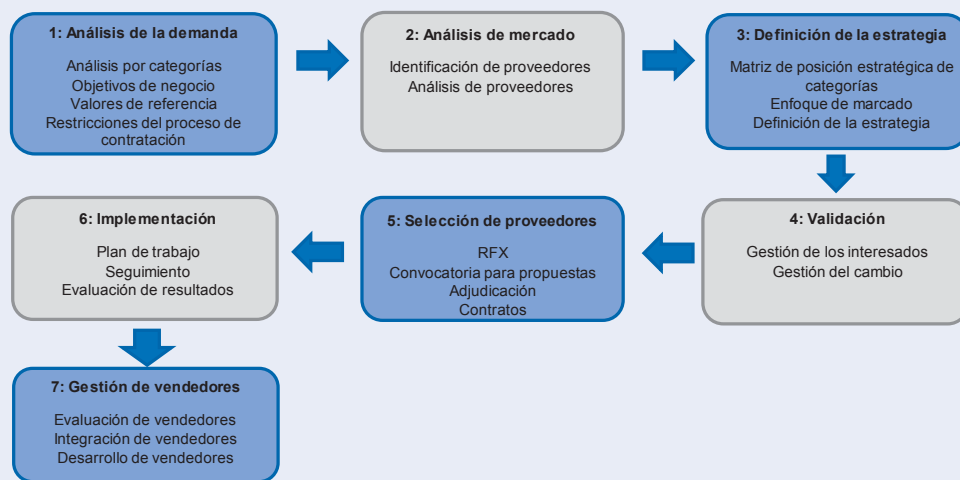 1: Análisis de la demanda
Análisis por categorías
Objetivos de negocio
Valores de referencia
Restricciones del proceso de
contratación
2: Análisis de mercado
Identificación de proveedores
Análisis de proveedores
3: Definición de la estrategia
Matriz de posición estratégica de
categorías
Enfoque de marcado
Definición de la estrategia
4: Validación
Gestión de los interesados
Gestión del cambio
5: Selección de proveedores
RFX
Convocatoria para propuestas
Adjudicación
Contratos
6: Implementación
Plan de trabajo
Seguimiento
Evaluación de resultados
7: Gestión de vendedores
Evaluación de vendedores
Integración de vendedores
Desarrollo de vendedores